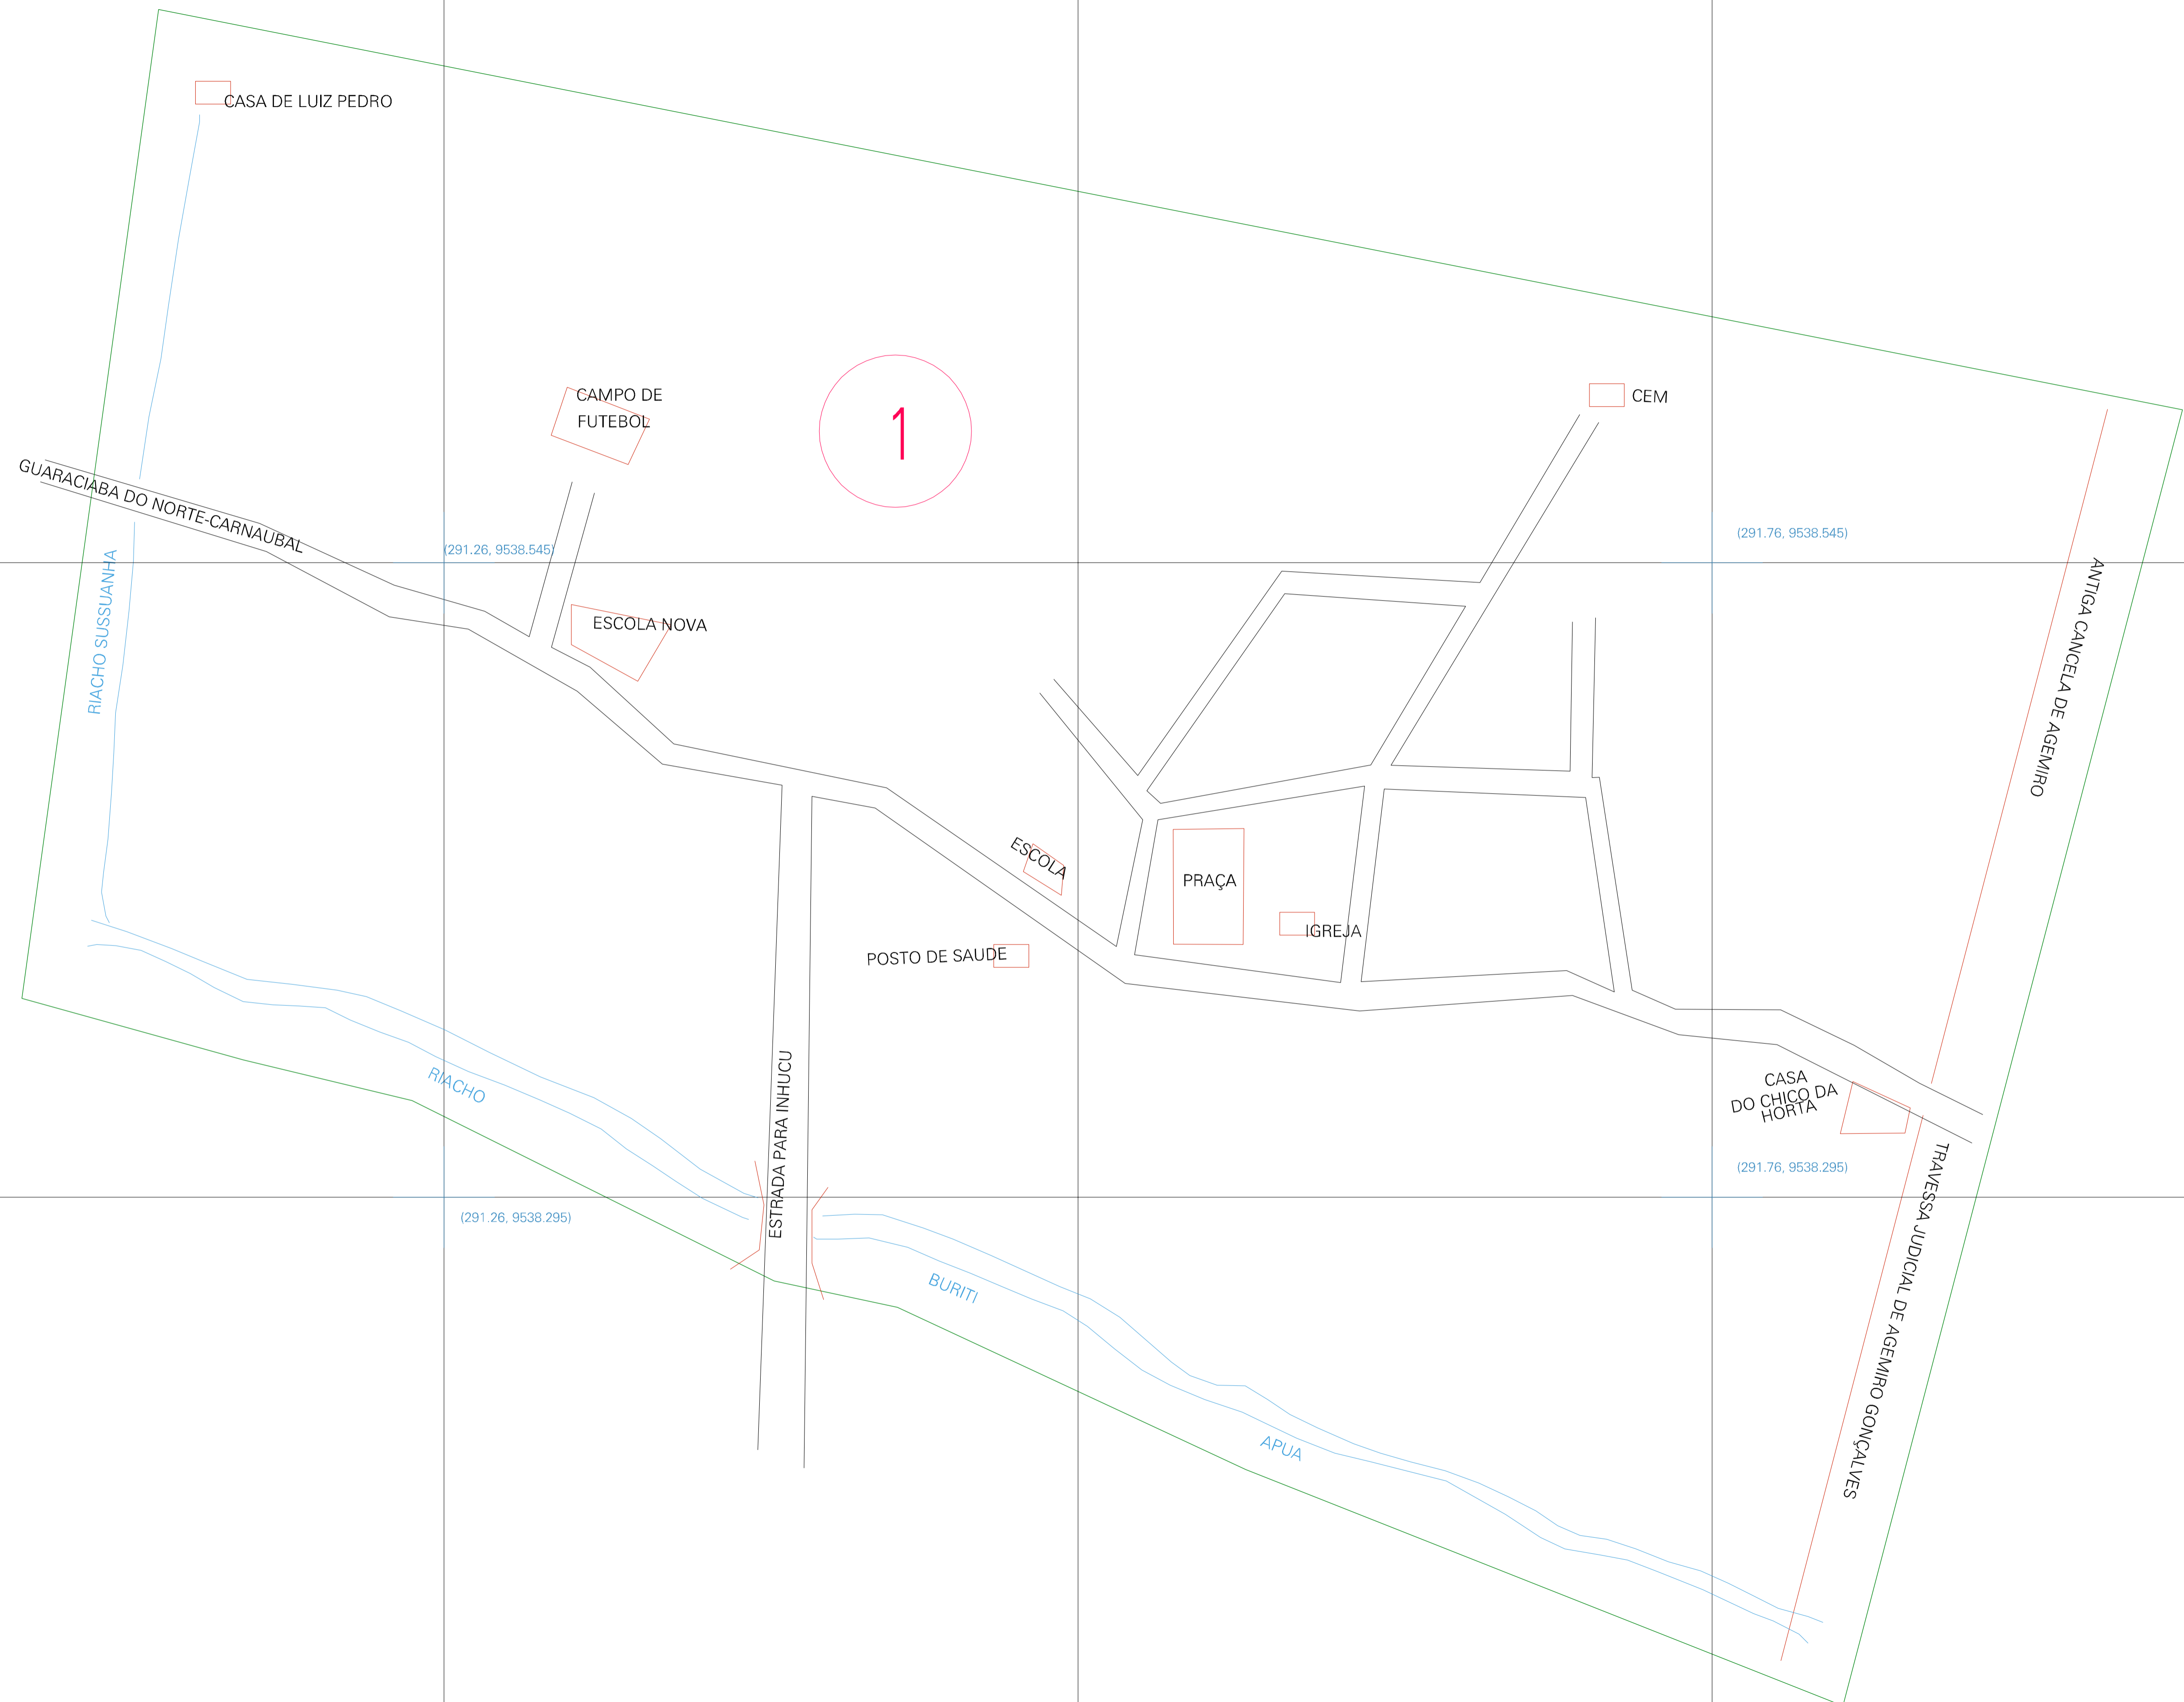 CASA DE LUIZ PEDRO
CAMPO DE
FUTEBOL
1
CEM
GUARACIABA DO NORTE-CARNAUBAL
(291.26, 9538.545)
(291.76, 9538.545)
RIACHO SUSSUANHA
ESCOLA NOVA
ANTIGA CANCELA DE AGEMIRO
ESCOLA
PRAÇA
IGREJA
POSTO DE SAUDE
RIACHO
ESTRADA PARA INHUCU
CASA
DO CHICO DA
HORTA
(291.76, 9538.295)
(291.26, 9538.295)
TRAVESSA JUDICIAL DE AGEMIRO GONÇALVES
BURITI
APUA